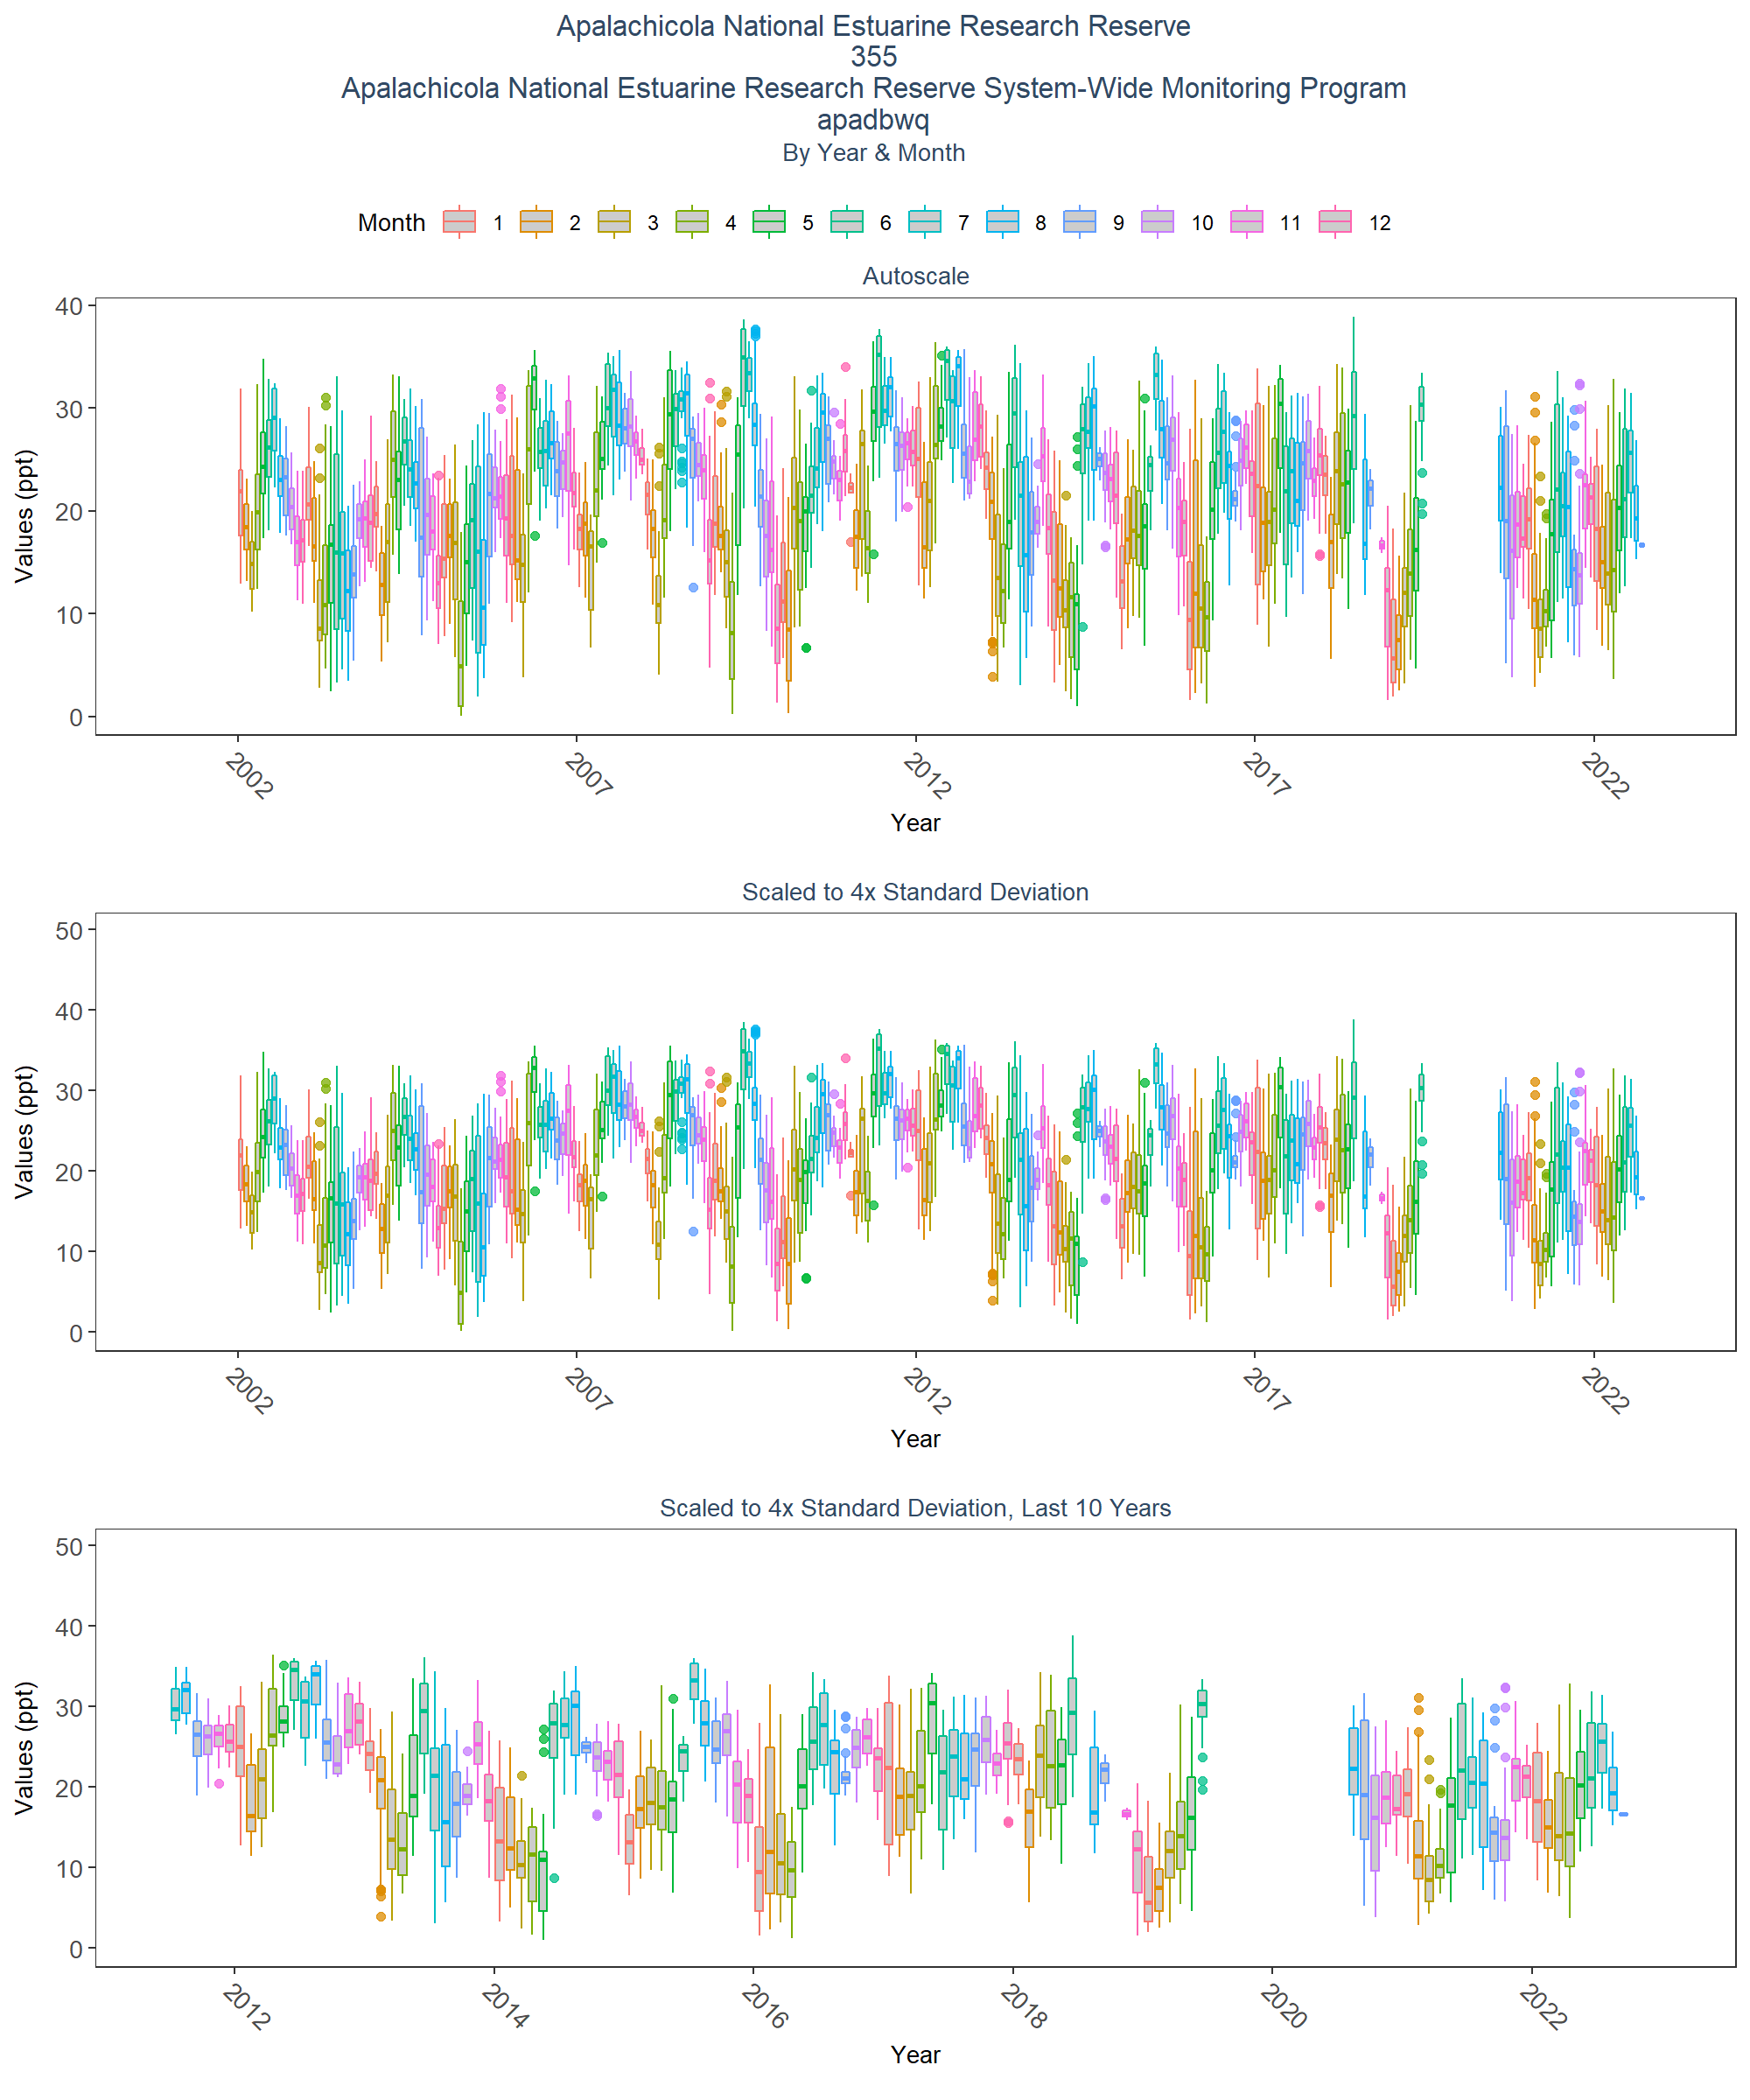 Apalachicola National Estuarine Research Reserve
355
Apalachicola National Estuarine Research Reserve System-Wide Monitoring Program
apadbwq
By Year & Month
Month 1 2 3 4 5 6 7 8 9 10 11 12
Autoscale
40
30
20
10
0
Values (ppt)
2002 2007 2012 2017 2022
Year
Scaled to 4x Standard Deviation
50
40
30
20
10
0
Values (ppt)
2002 2007 2012 2017 2022
Year
Scaled to 4x Standard Deviation, Last 10 Years
50
40
30
20
10
0
Values (ppt)
2012 2014 2016 2018 2020 2022
Year